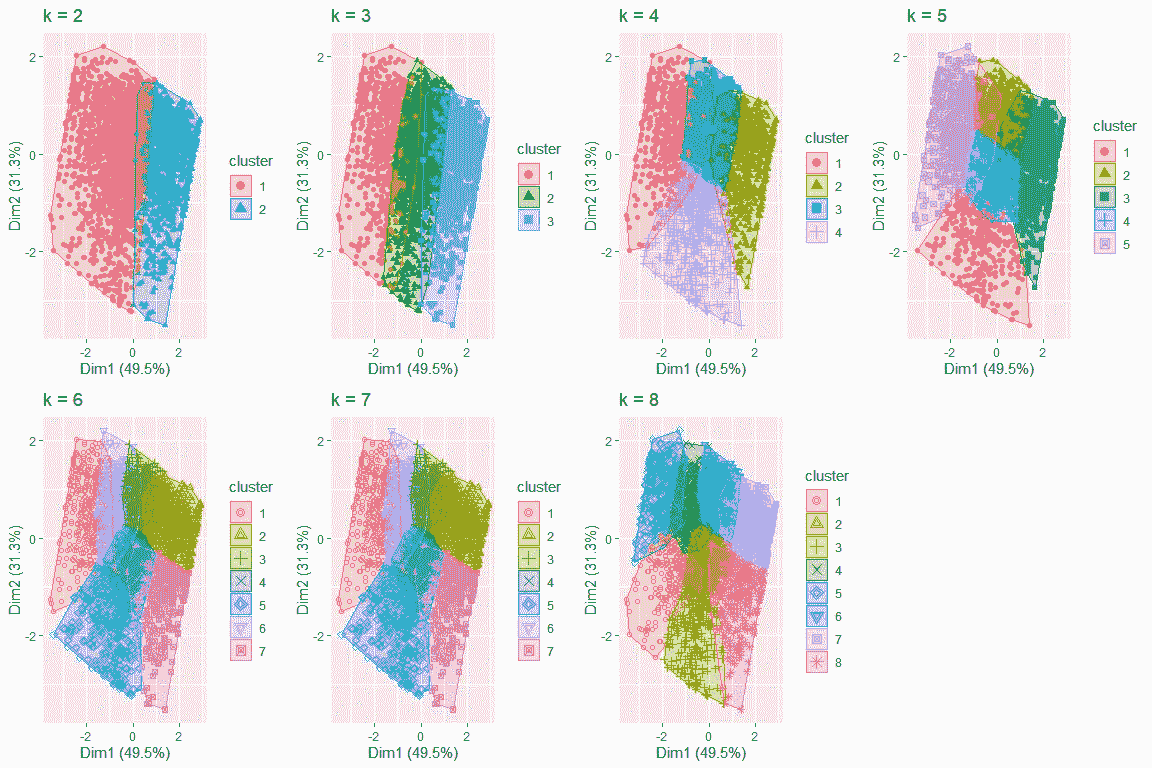 k = 2
2
0
-2
Dim2 (31.3%)
-2 0 2
Dim1 (49.5%)
cluster
1
2
k = 3
2
0
-2
Dim2 (31.3%)
-2 0 2
Dim1 (49.5%)
cluster
1
2
3
k = 4
2
0
-2
Dim2 (31.3%)
-2 0 2
Dim1 (49.5%)
cluster
1
2
3
4
k = 5
2
0
-2
Dim2 (31.3%)
-2 0 2
Dim1 (49.5%)
cluster
1
2
3
4
5
k = 6
2
0
-2
Dim2 (31.3%)
-2 0 2
Dim1 (49.5%)
cluster
1
2
3
4
5
6
7
k = 7
2
0
-2
Dim2 (31.3%)
-2 0 2
Dim1 (49.5%)
cluster
1
2
3
4
5
6
7
k = 8
2
0
-2
Dim2 (31.3%)
-2 0 2
Dim1 (49.5%)
cluster
1
2
3
4
5
6
7
8